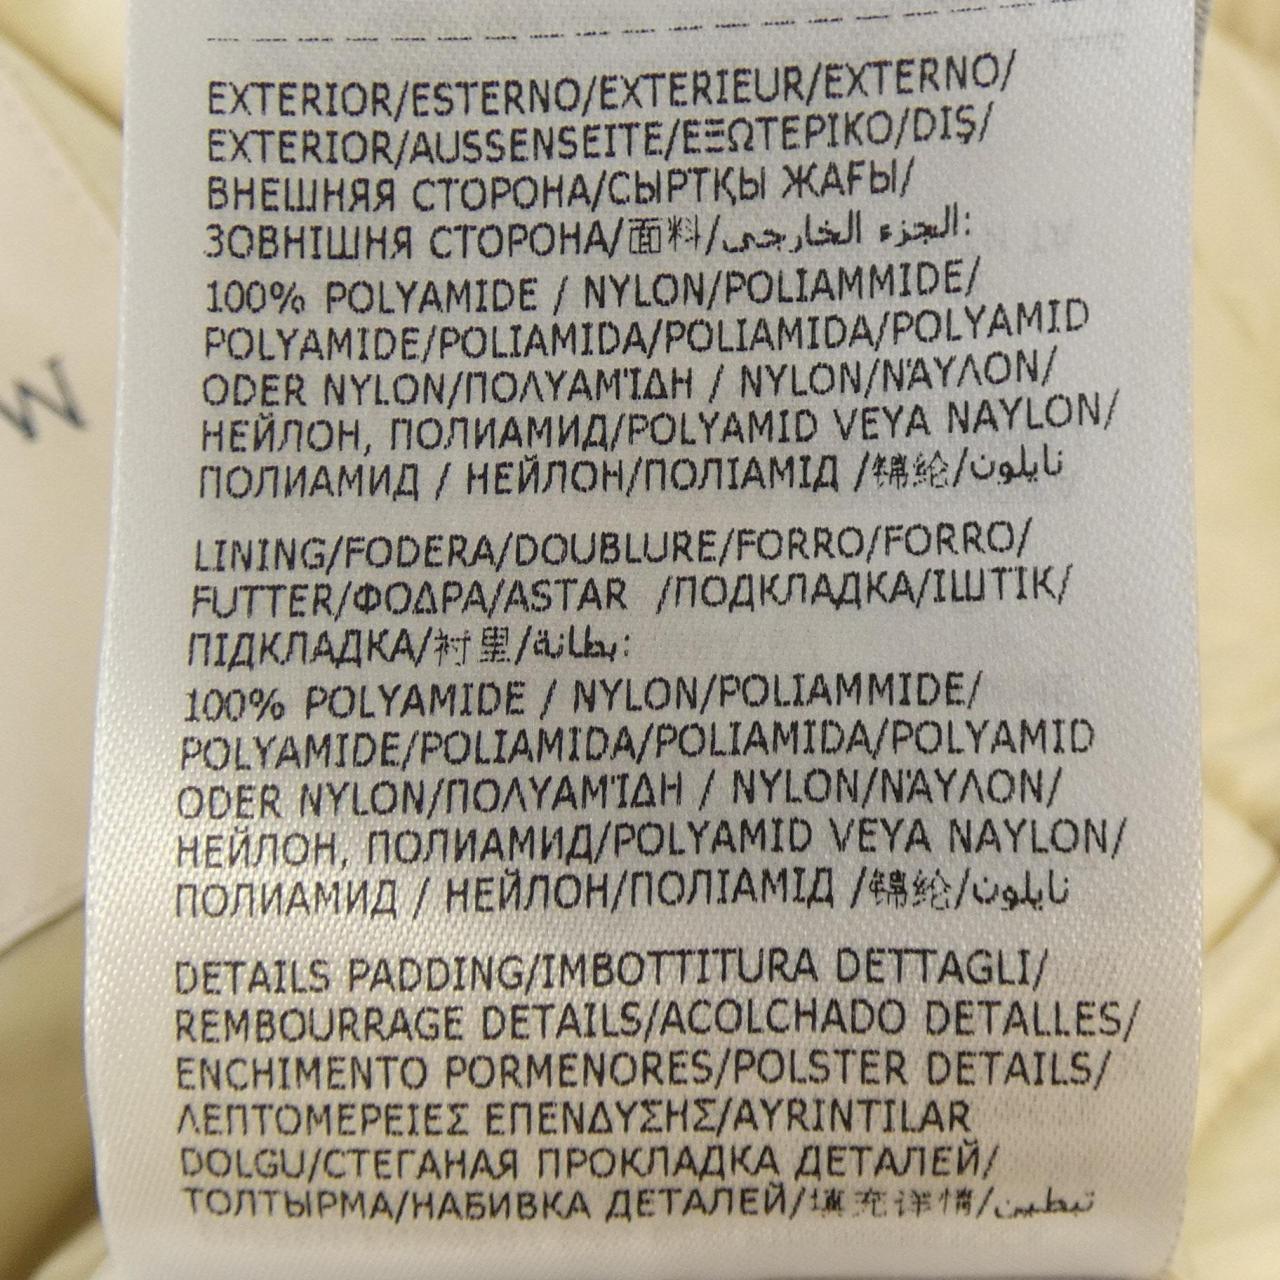 EXTERIOR/ESTERNO/EXTERIEUR/EXTERNO/
EXTERIOR/AUSSENSEITE/ΕΞΩΤΕΡΙΚΟ/DIŞ/
ВНЕШНЯЯ СТОРОНА/СЫРТҚЫ ЖАҒЫ/
ЗОВНІШНЯ СТОРОНА/面料/الجزء الخارجي:
100% POLYAMIDE / NYLON/POLIAMMIDE/
POLYAMIDE/POLIAMIDA/POLIAMIDA/POLYAMID
ODER NYLON/ΠΟΛΥΑΜΊΔΗ / NYLON/ΝΆΥΛΟΝ/
НЕЙЛОН, ПОЛИАМИД/POLYAMID VEYA NAYLON/
ПОЛИАМИД / НЕЙЛОН/ПОЛІАМІД /锦纶/نايلون
LINING/FODERA/DOUBLURE/FORRO/FORRO/
FUTTER/ΦΟΔΡΑ/ASTAR /ПОДКЛАДКА/ІШТІК/
ПІДКЛАДКА/衬里/بطانة:
100% POLYAMIDE / NYLON/POLIAMMIDE/
POLYAMIDE/POLIAMIDA/POLIAMIDA/POLYAMID
ODER NYLON/ΠΟΛΥΑΜΊΔΗ / NYLON/ΝΆΥΛΟΝ/
НЕЙЛОН, ПОЛИАМИД/POLYAMID VEYA NAYLON/
ПОЛИАМИД / НЕЙЛОН/ПОЛІАМІД /锦纶/نايلون
DETAILS PADDING/IMBOTTITURA DETTAGLI/
REMBOURRAGE DETAILS/ACOLCHADO DETALLES/
ENCHIMENTO PORMENORES/POLSTER DETAILS/
ΛΕΠΤΟΜΕΡΕΙΕΣ ΕΠΕΝΔΥΣΗΣ/AYRINTILAR
DOLGU/СТЕГАНАЯ ПРОКЛАДКА ДЕТАЛЕЙ/
ТОЛТЫРМА/НАБИВКА ДЕТАЛЕЙ/填充详情/تبطين
M